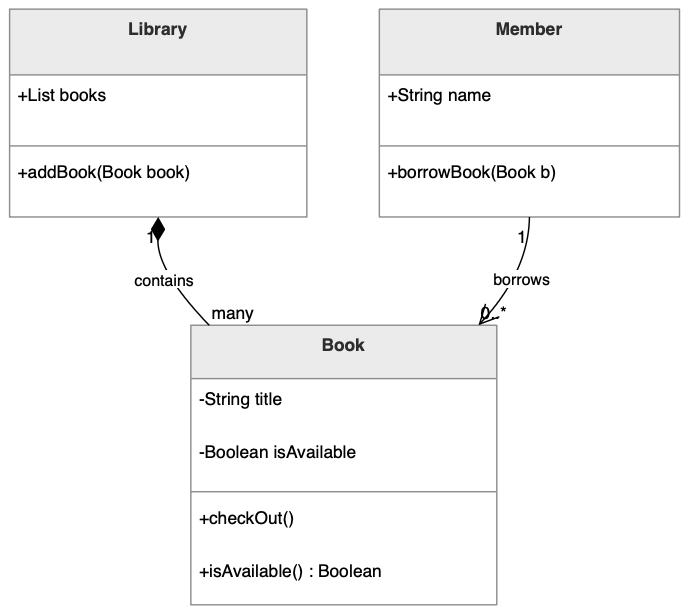 Library
+List books
+addBook(Book book)
Member
+String name
+borrowBook(Book b)
1
contains
many
1
borrows
0..*
Book
-String title
-Boolean isAvailable
+checkOut()
+isAvailable() : Boolean